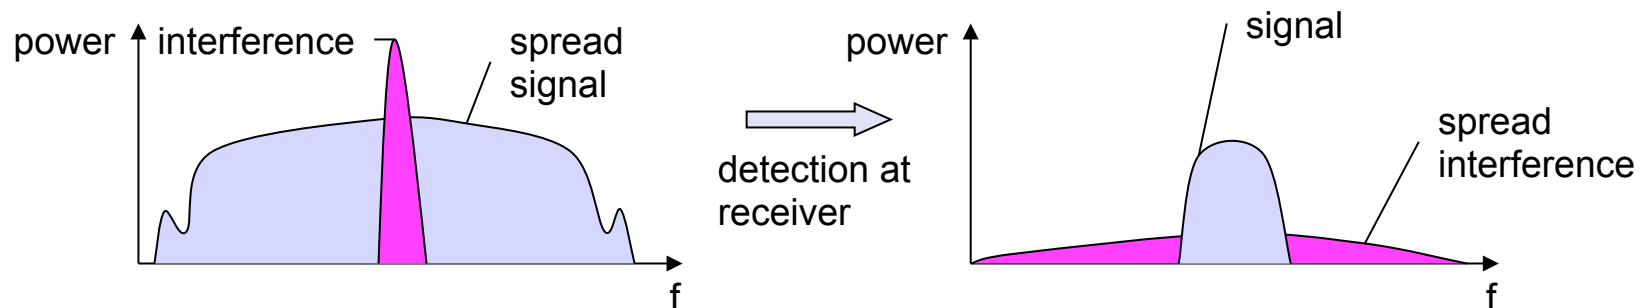 power
interference
spread
signal
f
detection at
receiver
power
signal
spread
interference
f